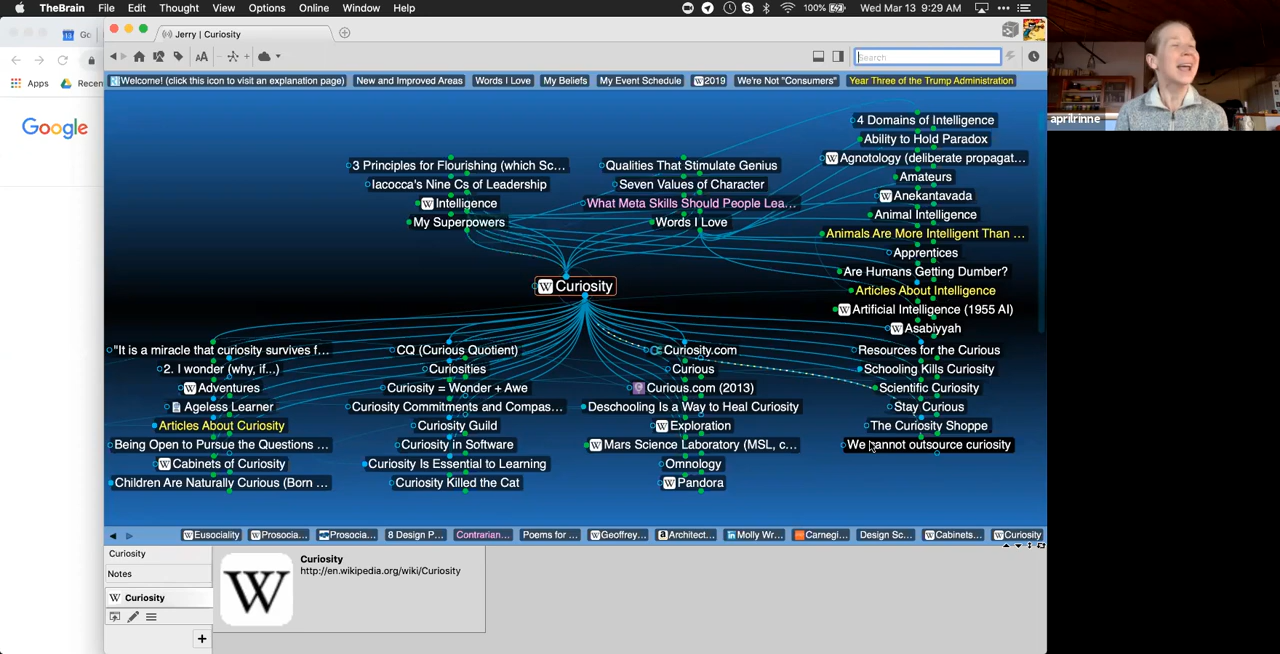 TheBrain File Edit Thought View Options Online Window Help 100% Wed Mar 13 9:29 AM
Jerry | Curiosity
AA Search
Apps Recen
Welcome! (click this icon to visit an explanation page) New and Improved Areas Words I Love My Beliefs My Event Schedule W 2019 We're Not "Consumers" Year Three of the Trump Administration
Google
aprilrinne
3 Principles for Flourishing (which Sc...
Iacocca's Nine Cs of Leadership
W Intelligence
My Superpowers
Qualities That Stimulate Genius
Seven Values of Character
What Meta Skills Should People Lea...
Words I Love
4 Domains of Intelligence
Ability to Hold Paradox
W Agnotology (deliberate propagat...
Amateurs
W Anekantavada
Animal Intelligence
Animals Are More Intelligent Than ...
Apprentices
Are Humans Getting Dumber?
Articles About Intelligence
W Artificial Intelligence (1955 AI)
W Asabiyyah
W Curiosity
"It is a miracle that curiosity survives f...
2. I wonder (why, if...)
W Adventures
Ageless Learner
Articles About Curiosity
Being Open to Pursue the Questions ...
W Cabinets of Curiosity
Children Are Naturally Curious (Born ...
CQ (Curious Quotient)
Curiosities
Curiosity = Wonder + Awe
Curiosity Commitments and Compas...
Curiosity Guild
Curiosity in Software
Curiosity Is Essential to Learning
Curiosity Killed the Cat
Curiosity.com
Curious
Curious.com (2013)
Deschooling Is a Way to Heal Curiosity
W Exploration
W Mars Science Laboratory (MSL, c...
Omnology
W Pandora
Resources for the Curious
Schooling Kills Curiosity
Scientific Curiosity
Stay Curious
The Curiosity Shoppe
We cannot outsource curiosity
W Eusociality W Prosocia... Prosocia... 8 Design P... Contrarian... Poems for ... W Geoffrey... a Architect... in Molly Wr... Carnegi... Design Sc... W Cabinets... W Curiosity
Curiosity
Notes
W Curiosity
+
W
Curiosity
http://en.wikipedia.org/wiki/Curiosity